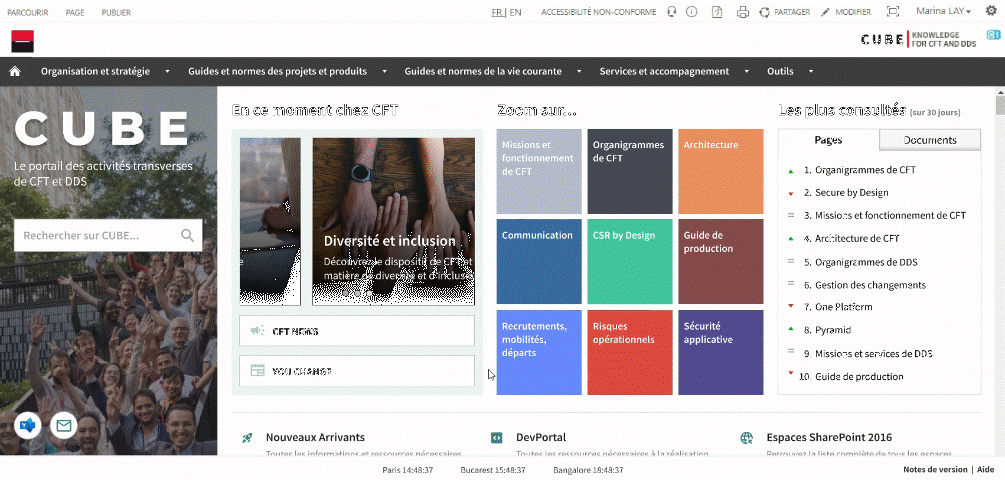 PARCOURIR PAGE PUBLIER FR | EN ACCESSIBILITÉ NON-CONFORME PARTAGER MODIFIER Marina LAY
CUBE KNOWLEDGE
FOR CFT AND DDS
Organisation et stratégie Guides et normes des projets et produits Guides et normes de la vie courante Services et accompagnement Outils
CUBE
Le portail des activités transverses
de CFT et DDS
Rechercher sur CUBE...
En ce moment chez CFT
Diversité et inclusion
Découvrez le dispositif de CFT et
matière de diversité et d'inclusion
CFT NEWS
YOU CHANGE
Zoom sur...
Missions et
fonctionnement
de CFT
Organigrammes
de CFT
Architecture
Communication
CSR by Design
Guide de
production
Recrutements,
mobilités,
départs
Risques
opérationnels
Sécurité
applicative
Les plus consultés (sur 30 jours)
Pages Documents
1. Organigrammes de CFT
2. Secure by Design
3. Missions et fonctionnement de CFT
4. Architecture de CFT
5. Organigrammes de DDS
6. Gestion des changements
7. One Platform
8. Pyramid
9. Missions et services de DDS
10. Guide de production
Nouveaux Arrivants
Toutes les informations et ressources nécessaires
DevPortal
Toutes les ressources nécessaires à la réalisation
Espaces SharePoint 2016
Retrouvez la liste complète de tous les espaces
Paris 14:48:37 Bucarest 15:48:37 Bangalore 18:48:37
Notes de version | Aide